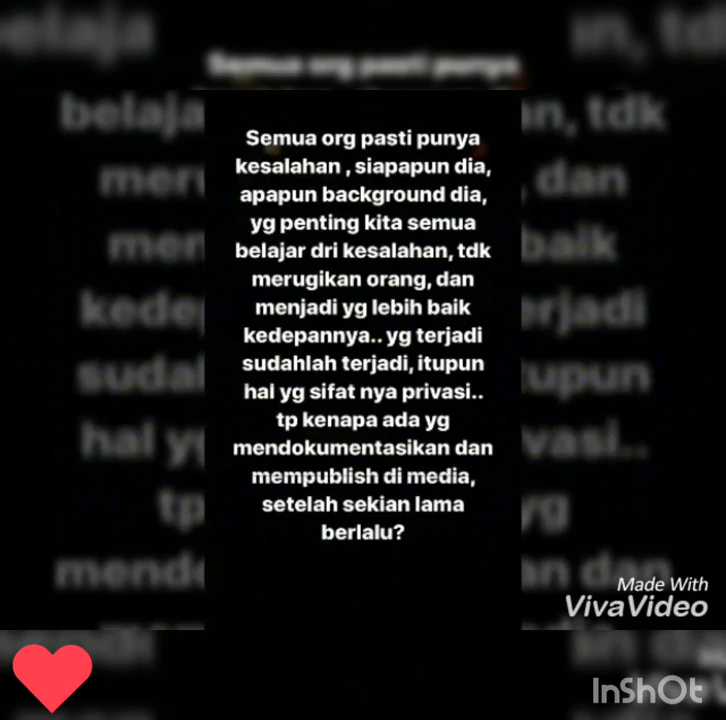 Semua org pasti punya
kesalahan , siapapun dia,
apapun background dia,
yg penting kita semua
belajar dri kesalahan, tdk
merugikan orang, dan
menjadi yg lebih baik
kedepannya.. yg terjadi
sudahlah terjadi, itupun
hal yg sifat nya privasi..
tp kenapa ada yg
mendokumentasikan dan
mempublish di media,
setelah sekian lama
berlalu?
Made With
VivaVideo
InShOt